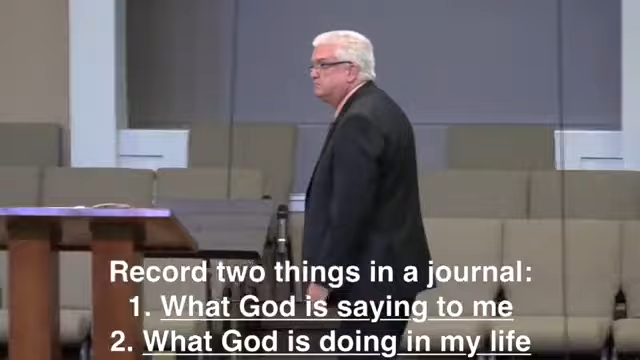 Record two things in a journal:
1. What God is saying to me
2. What God is doing in my life